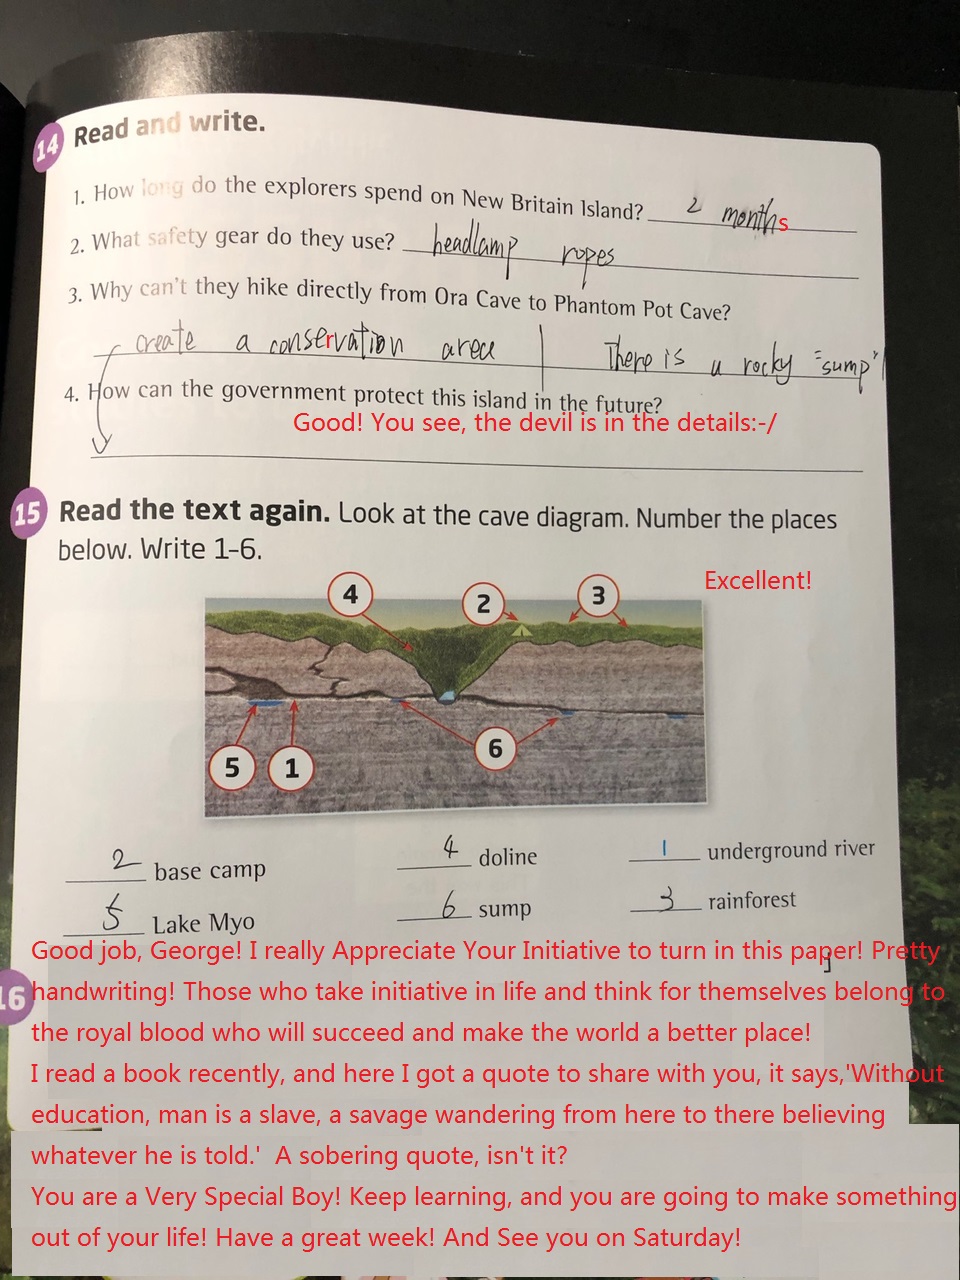 14 Read and write.
1. How long do the explorers spend on New Britain Island? 2 months
2. What safety gear do they use? headlamp ropes
3. Why can't they hike directly from Ora Cave to Phantom Pot Cave?
create a conservation area There is a rocky "sump"
4. How can the government protect this island in the future?
Good! You see, the devil is in the details:-/
15 Read the text again. Look at the cave diagram. Number the places
below. Write 1-6.
Excellent!
4 2 3
6
5 1
2 base camp 4 doline 1 underground river
5 Lake Myo 6 sump 3 rainforest
Good job, George! I really Appreciate Your Initiative to turn in this paper! Pretty
16 handwriting! Those who take initiative in life and think for themselves belong to
the royal blood who will succeed and make the world a better place!
I read a book recently, and here I got a quote to share with you, it says,'Without
education, man is a slave, a savage wandering from here to there believing
whatever he is told.' A sobering quote, isn't it?
You are a Very Special Boy! Keep learning, and you are going to make something
out of your life! Have a great week! And See you on Saturday!